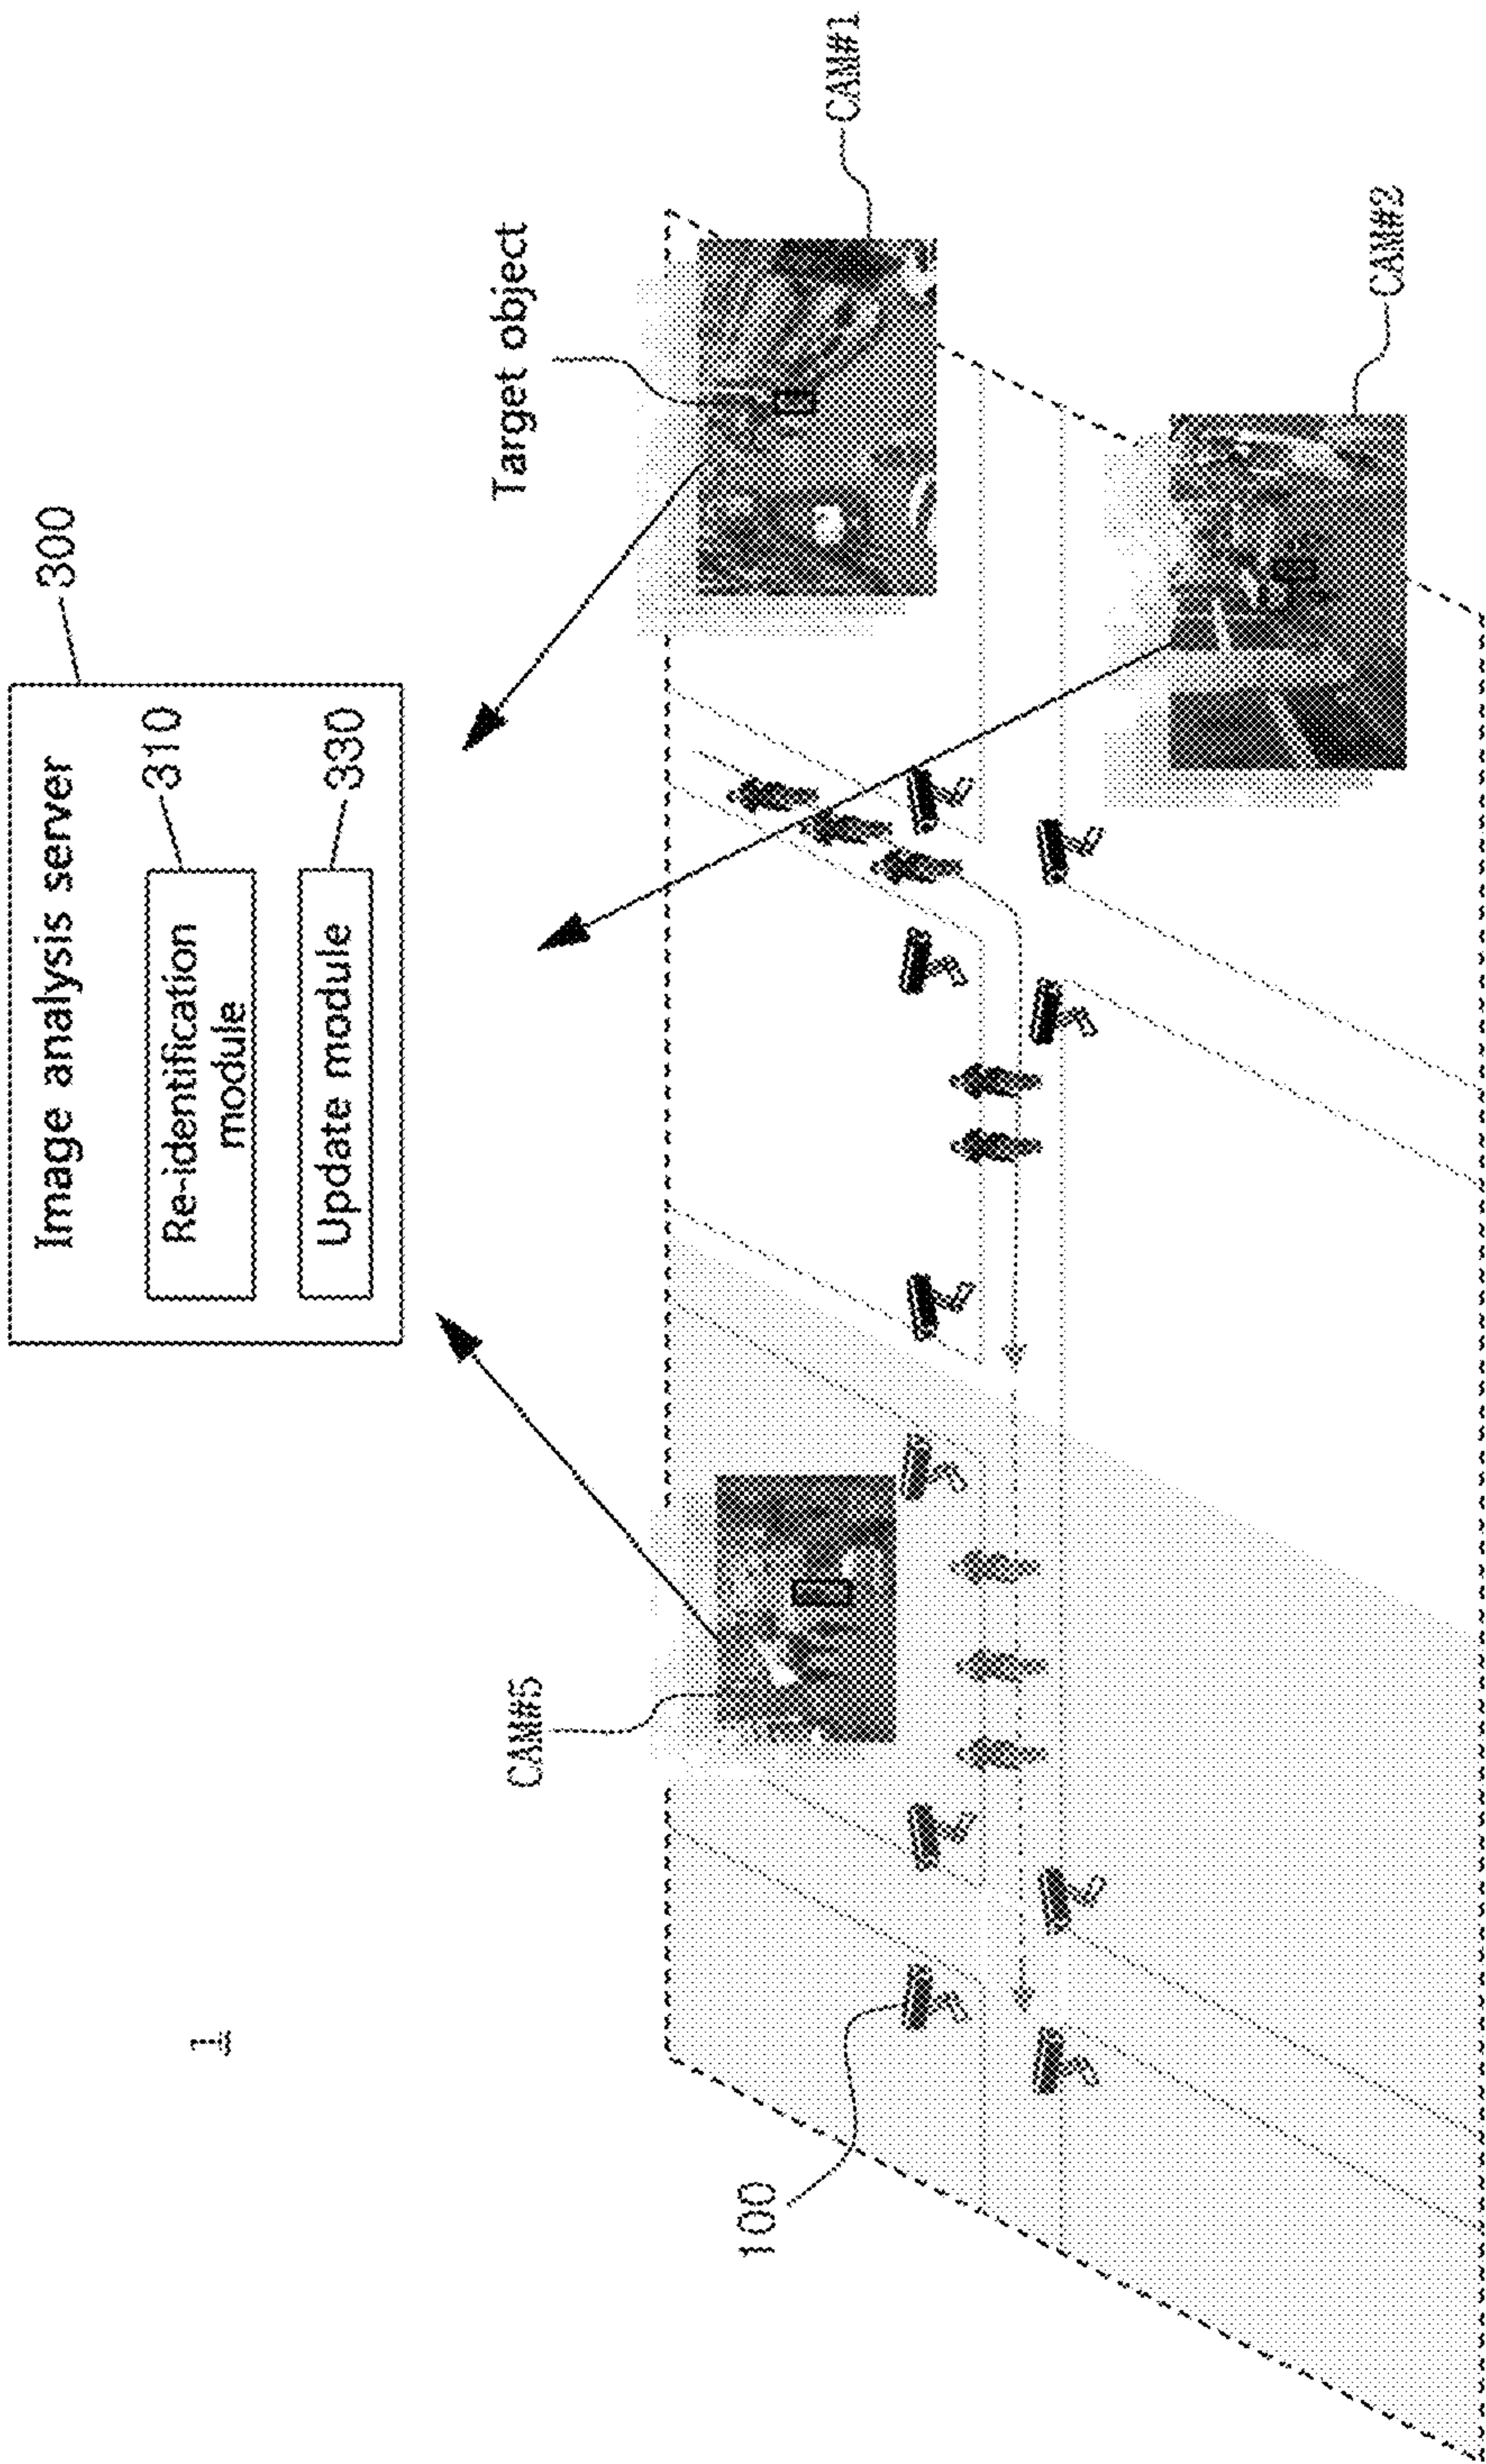 1
Image analysis server
300
Re-identification
module
310
Update module
330
Target object
CAM#5
CAM#1
100
CAM#2